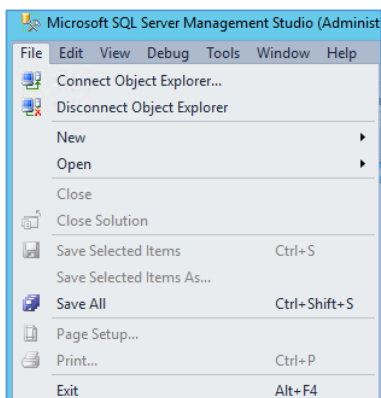 Microsoft SQL Server Management Studio (Administ
File Edit View Debug Tools Window Help
Connect Object Explorer...
Disconnect Object Explorer
New
Open
Close
Close Solution
Save Selected Items Ctrl+S
Save Selected Items As...
Save All Ctrl+Shift+S
Page Setup...
Print... Ctrl+P
Exit Alt+F4